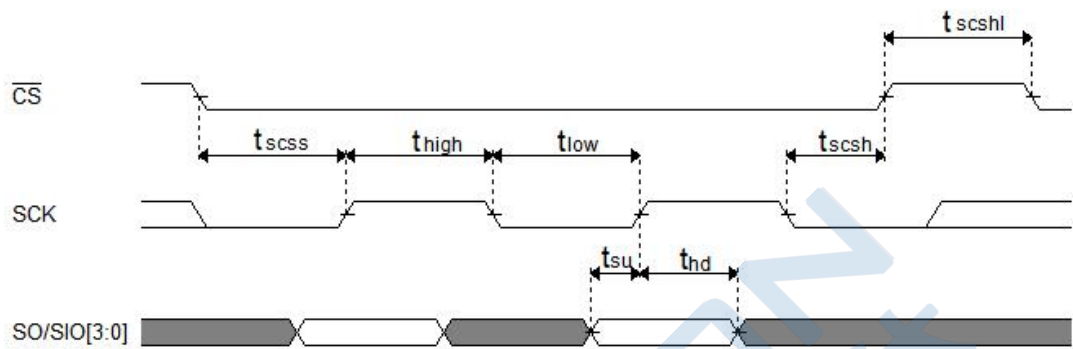 t scshl
CS
t scss
t high
t low
t scsh
SCK
t su
t hd
SO/SIO[3:0]